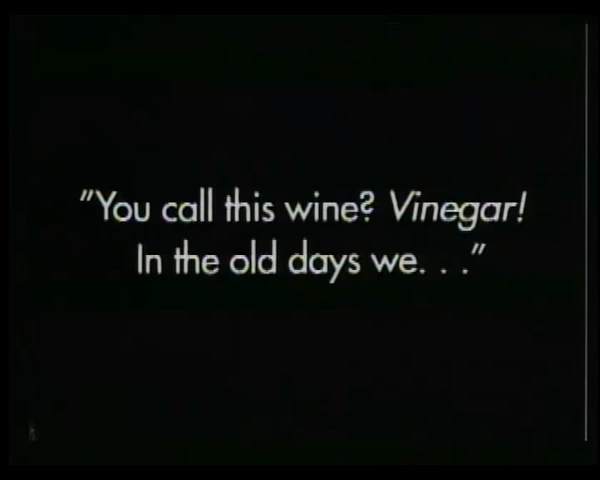 "You call this wine? Vinegar!
In the old days we. . ."